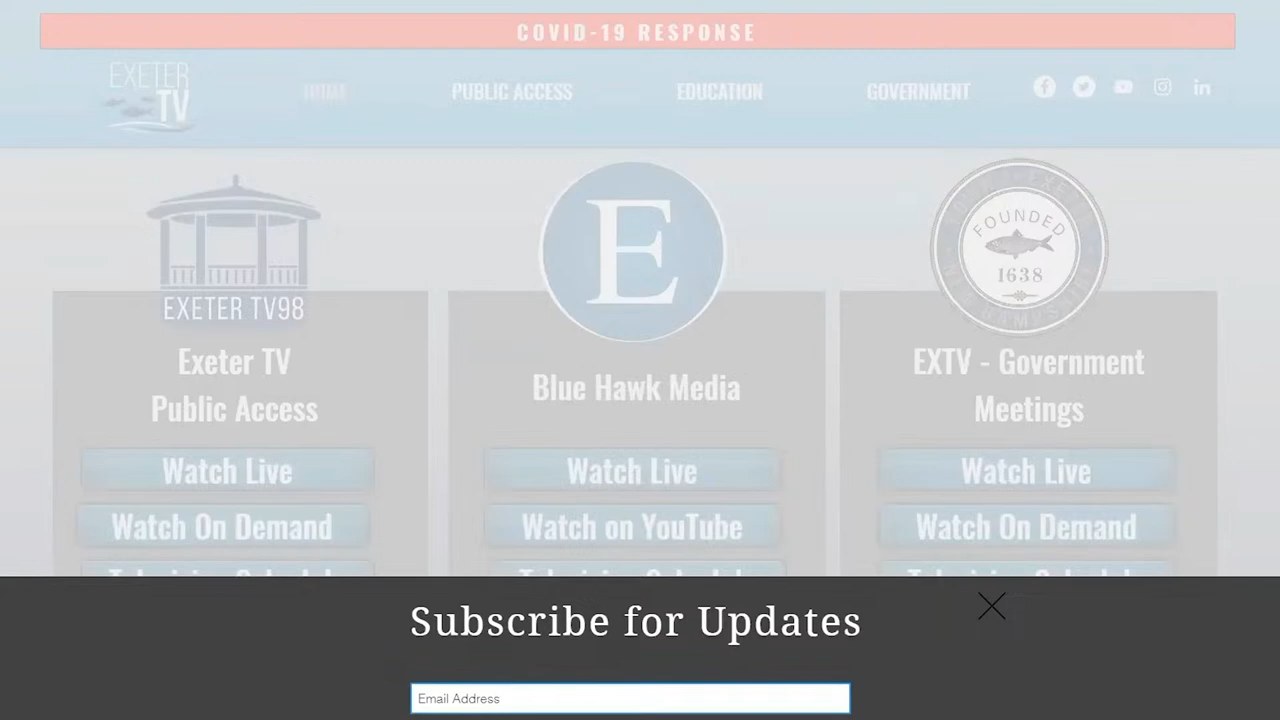 COVID-19 RESPONSE
EXETER
TV
HOME
PUBLIC ACCESS
EDUCATION
GOVERNMENT
EXETER TV98
E
FOUNDED
1638
Exeter TV
Public Access
Blue Hawk Media
EXTV - Government
Meetings
Watch Live
Watch Live
Watch Live
Watch On Demand
Watch on YouTube
Watch On Demand
Subscribe for Updates
Email Address